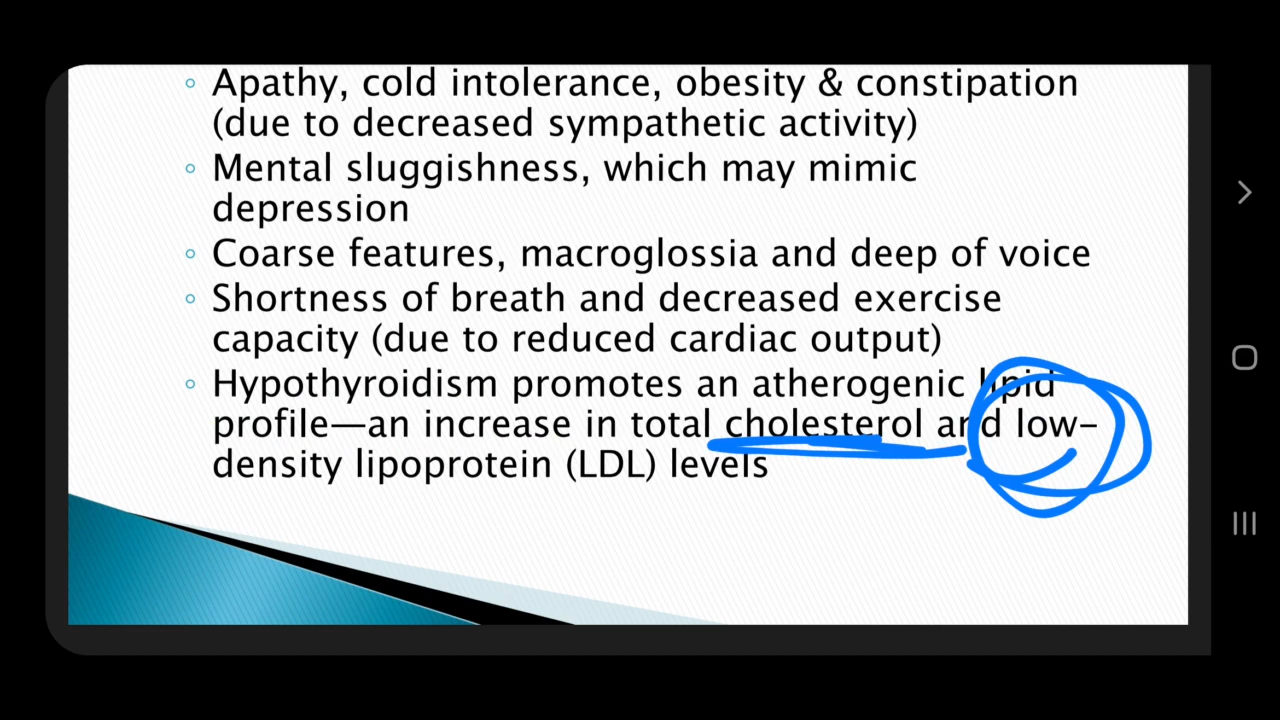 Apathy, cold intolerance, obesity & constipation
(due to decreased sympathetic activity)
Mental sluggishness, which may mimic
depression
Coarse features, macroglossia and deep of voice
Shortness of breath and decreased exercise
capacity (due to reduced cardiac output)
Hypothyroidism promotes an atherogenic lipid
profile—an increase in total cholesterol and low-
density lipoprotein (LDL) levels